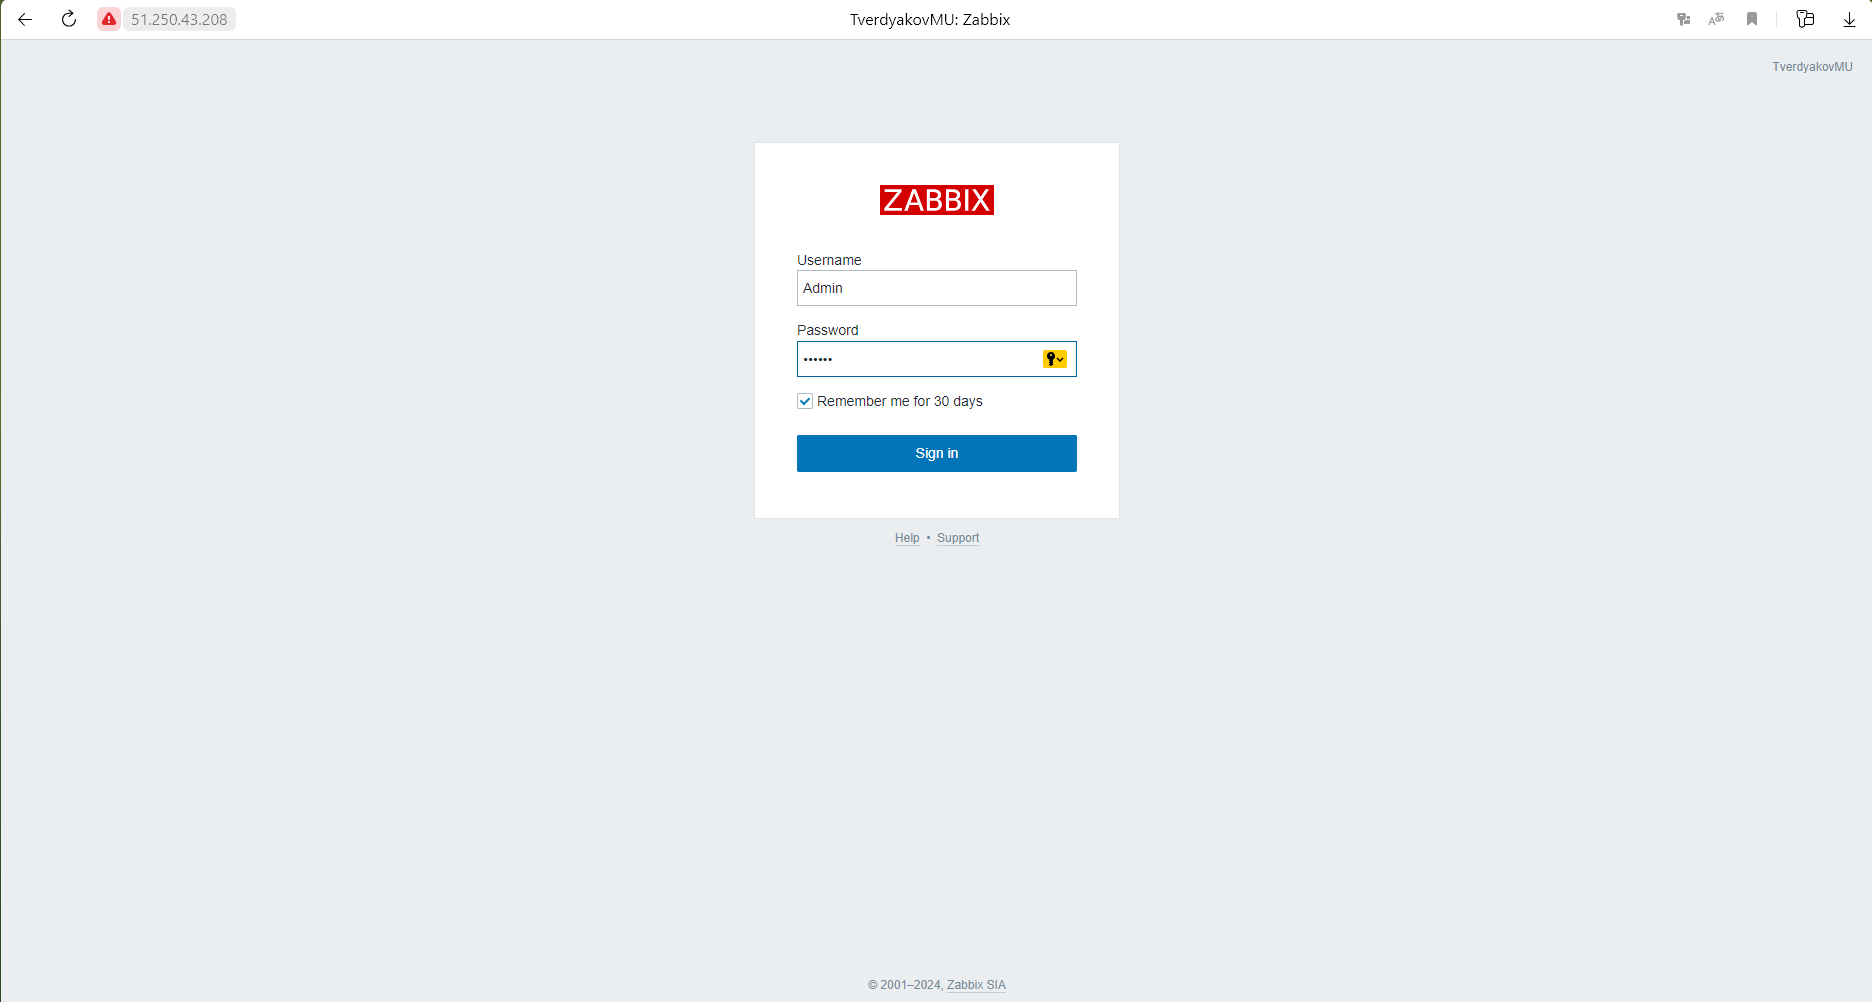 51.250.43.208
TverdyakovMU: Zabbix
TverdyakovMU
ZABBIX
Username
Admin
Password
••••••
Remember me for 30 days
Sign in
Help • Support
© 2001–2024, Zabbix SIA